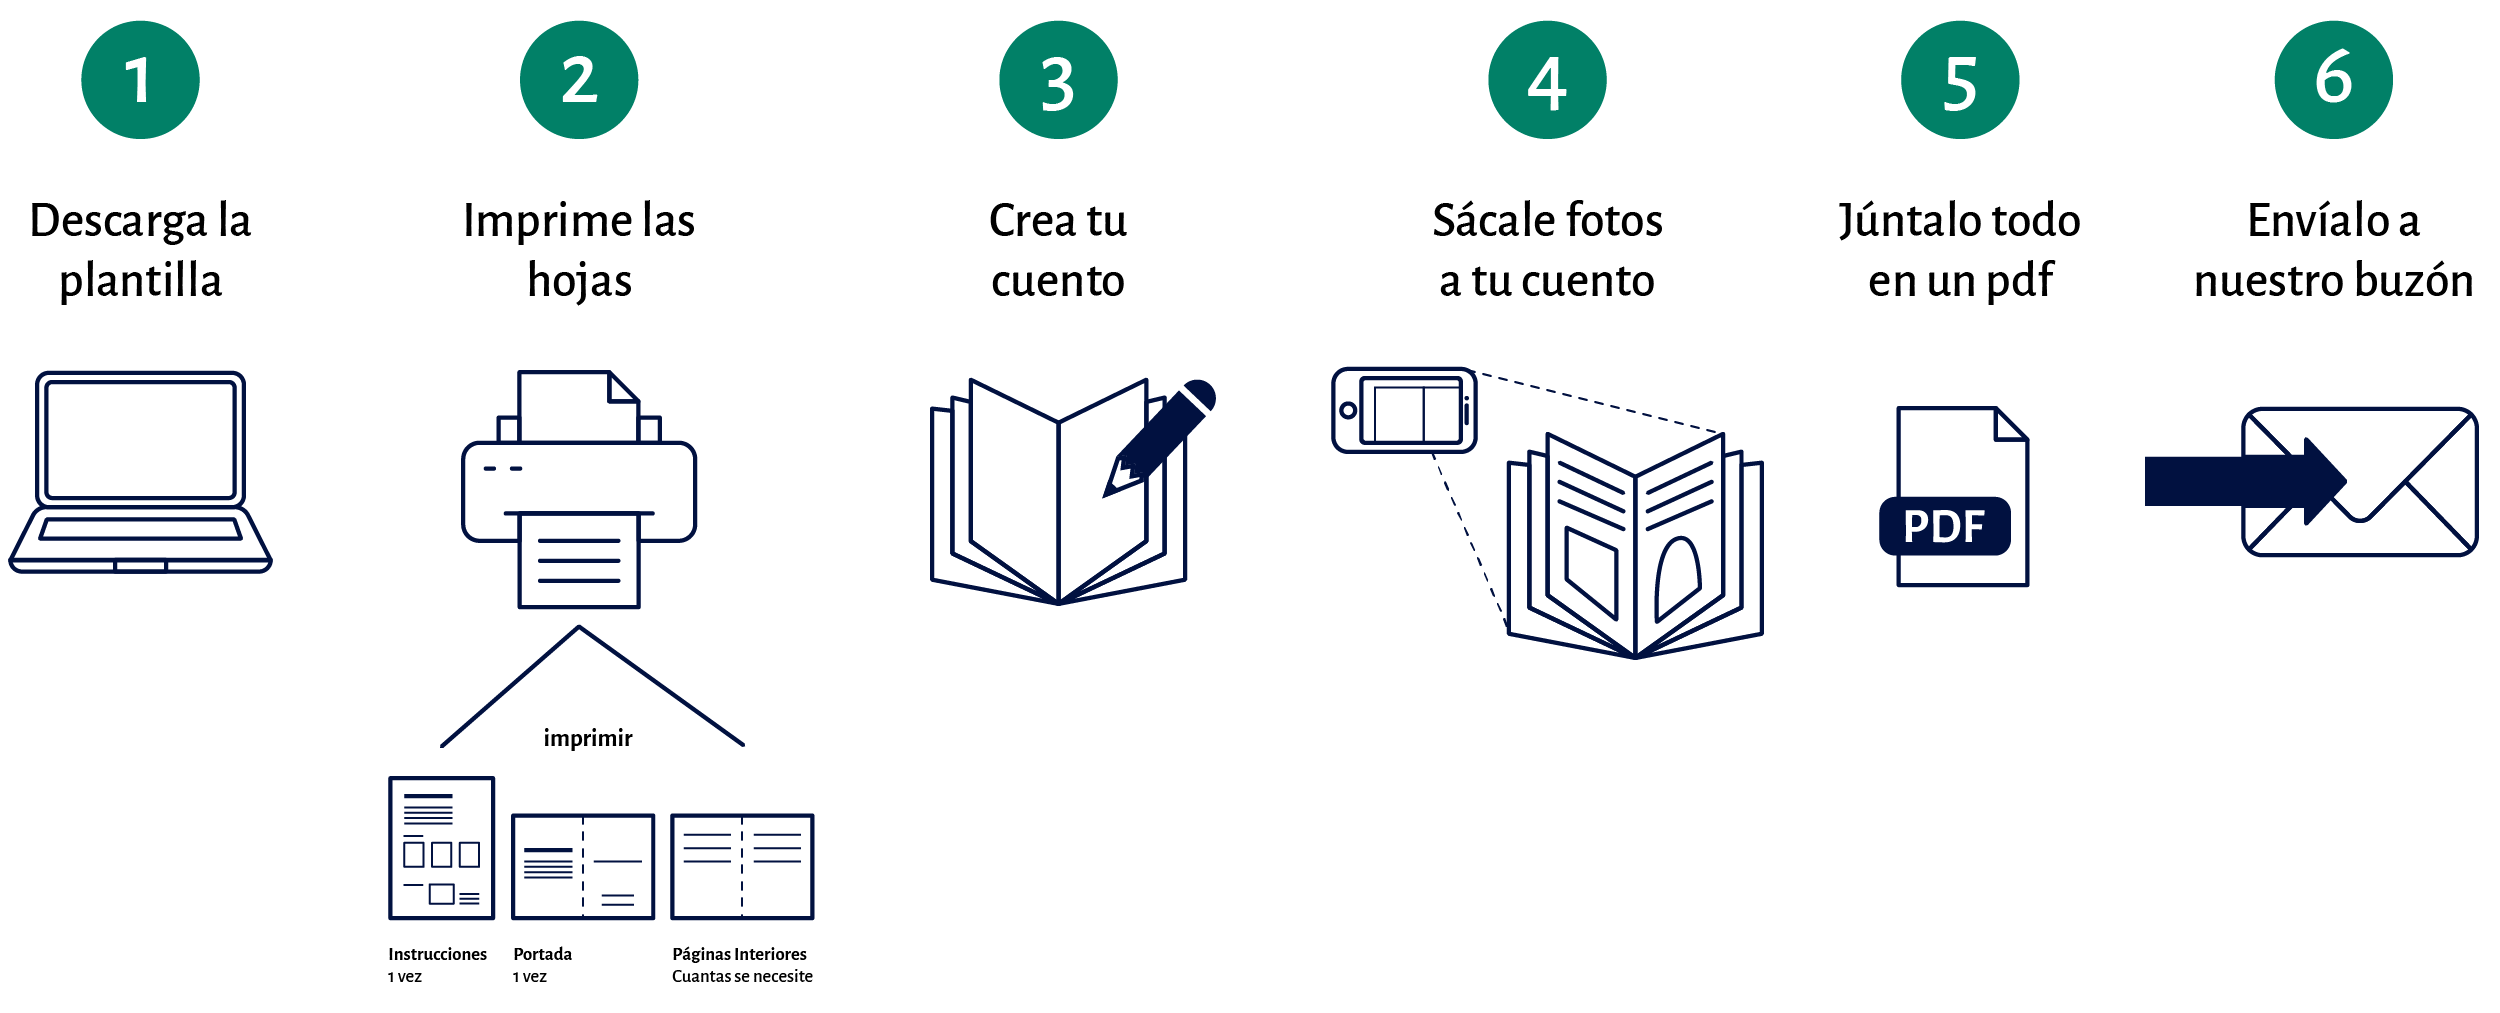 1
Descarga la
plantilla
2
Imprime las
hojas
imprimir
Instrucciones
1 vez
Portada
1 vez
Páginas Interiores
Cuantas se necesite
3
Crea tu
cuento
4
Sácale fotos
a tu cuento
5
Júntalo todo
en un pdf
PDF
6
Envíalo a
nuestro buzón